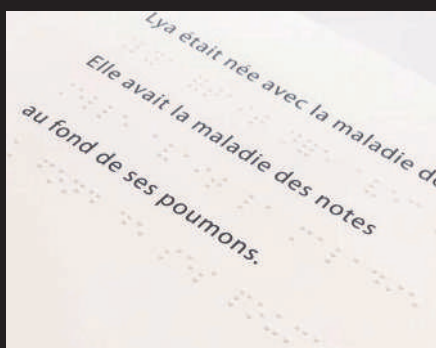 Lya était née avec la maladie
Elle avait la maladie des notes
au fond de ses poumons.